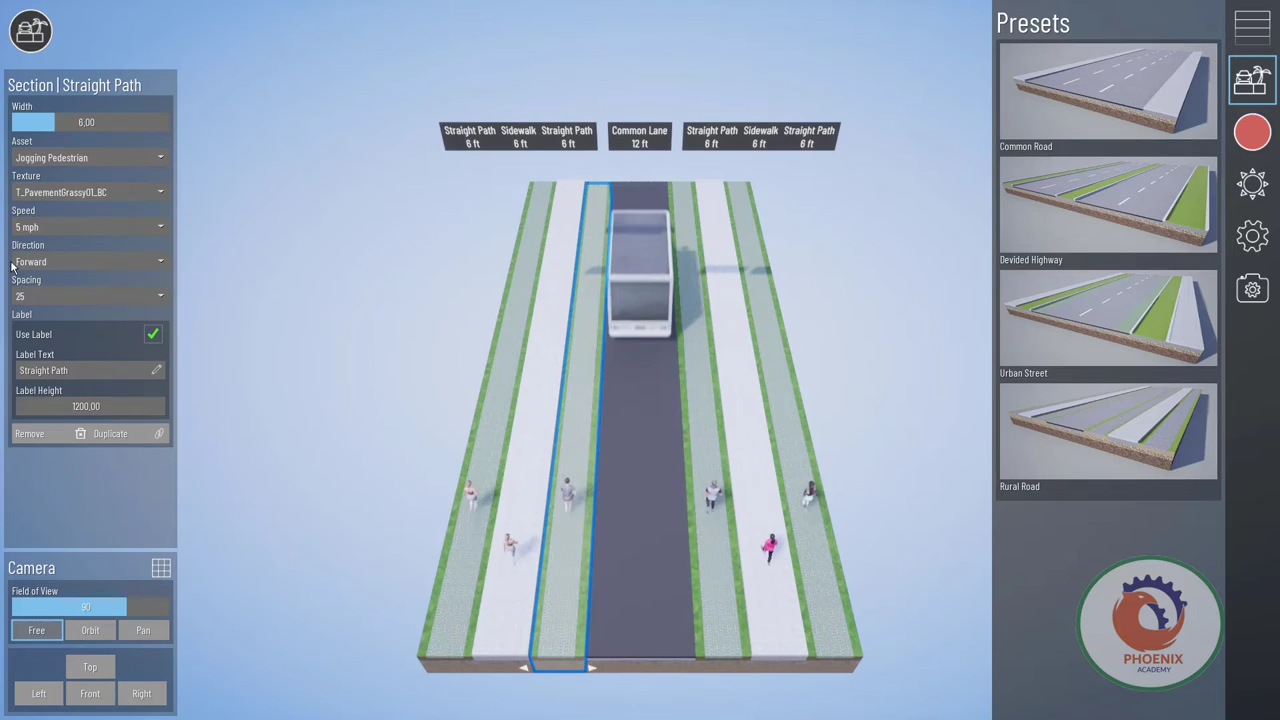 Section | Straight Path
Width
6,00
Asset
Jogging Pedestrian
Texture
T_PavementGrassy01_BC
Speed
5 mph
Direction
Forward
Spacing
25
Label
Use Label
Label Text
Straight Path
Label Height
1200,00
Remove
Duplicate
Camera
Field of View
90
Free
Orbit
Pan
Top
Left
Front
Right
Straight Path Sidewalk Straight Path
6 ft 6 ft 6 ft
Common Lane
12 ft
Straight Path Sidewalk Straight Path
6 ft 6 ft 6 ft
Presets
Common Road
Devided Highway
Urban Street
Rural Road
PHOENIX
ACADEMY